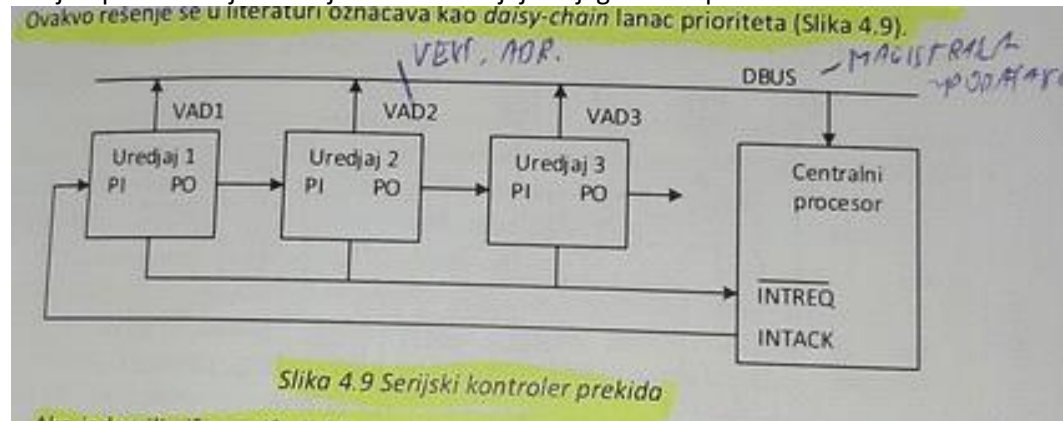 Ovakvo rešenje se u literaturi označava kao daisy-chain lanac prioriteta (Slika 4.9).
VEKT. ADR.
MAGISTRALA
DBUS
VAD1
VAD2
VAD3
Uredjaj 1
PI PO
Uredjaj 2
PI PO
Uredjaj 3
PI PO
Centralni
procesor
INTREQ
INTACK
Slika 4.9 Serijski kontroler prekida